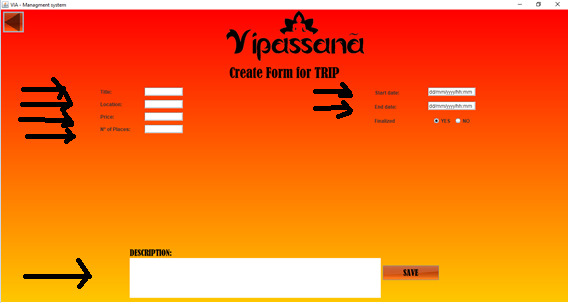 VIA - Managment system
Vipassanā
Create Form for TRIP
Title:
Location:
Price:
N° of Places:
Start date:
dd/mm/yyyy/hh:mm
End date:
dd/mm/yyyy/hh:mm
Finalized
YES
NO
DESCRIPTION:
SAVE